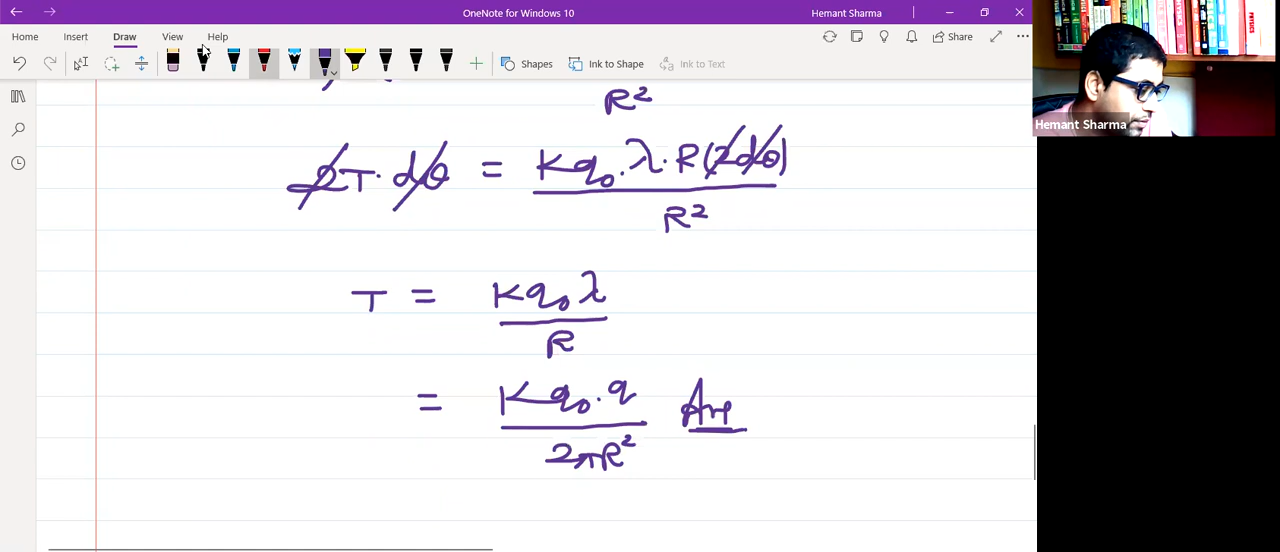 OneNote for Windows 10
Hemant Sharma
Home Insert Draw View Help
Share
Shapes Ink to Shape Ink to Text
Hemant Sharma
R²
2T·dθ = Kq₀·λ·R(2dθ)
R²
T = Kq₀λ
R
= Kq₀·q Ans
2πR²